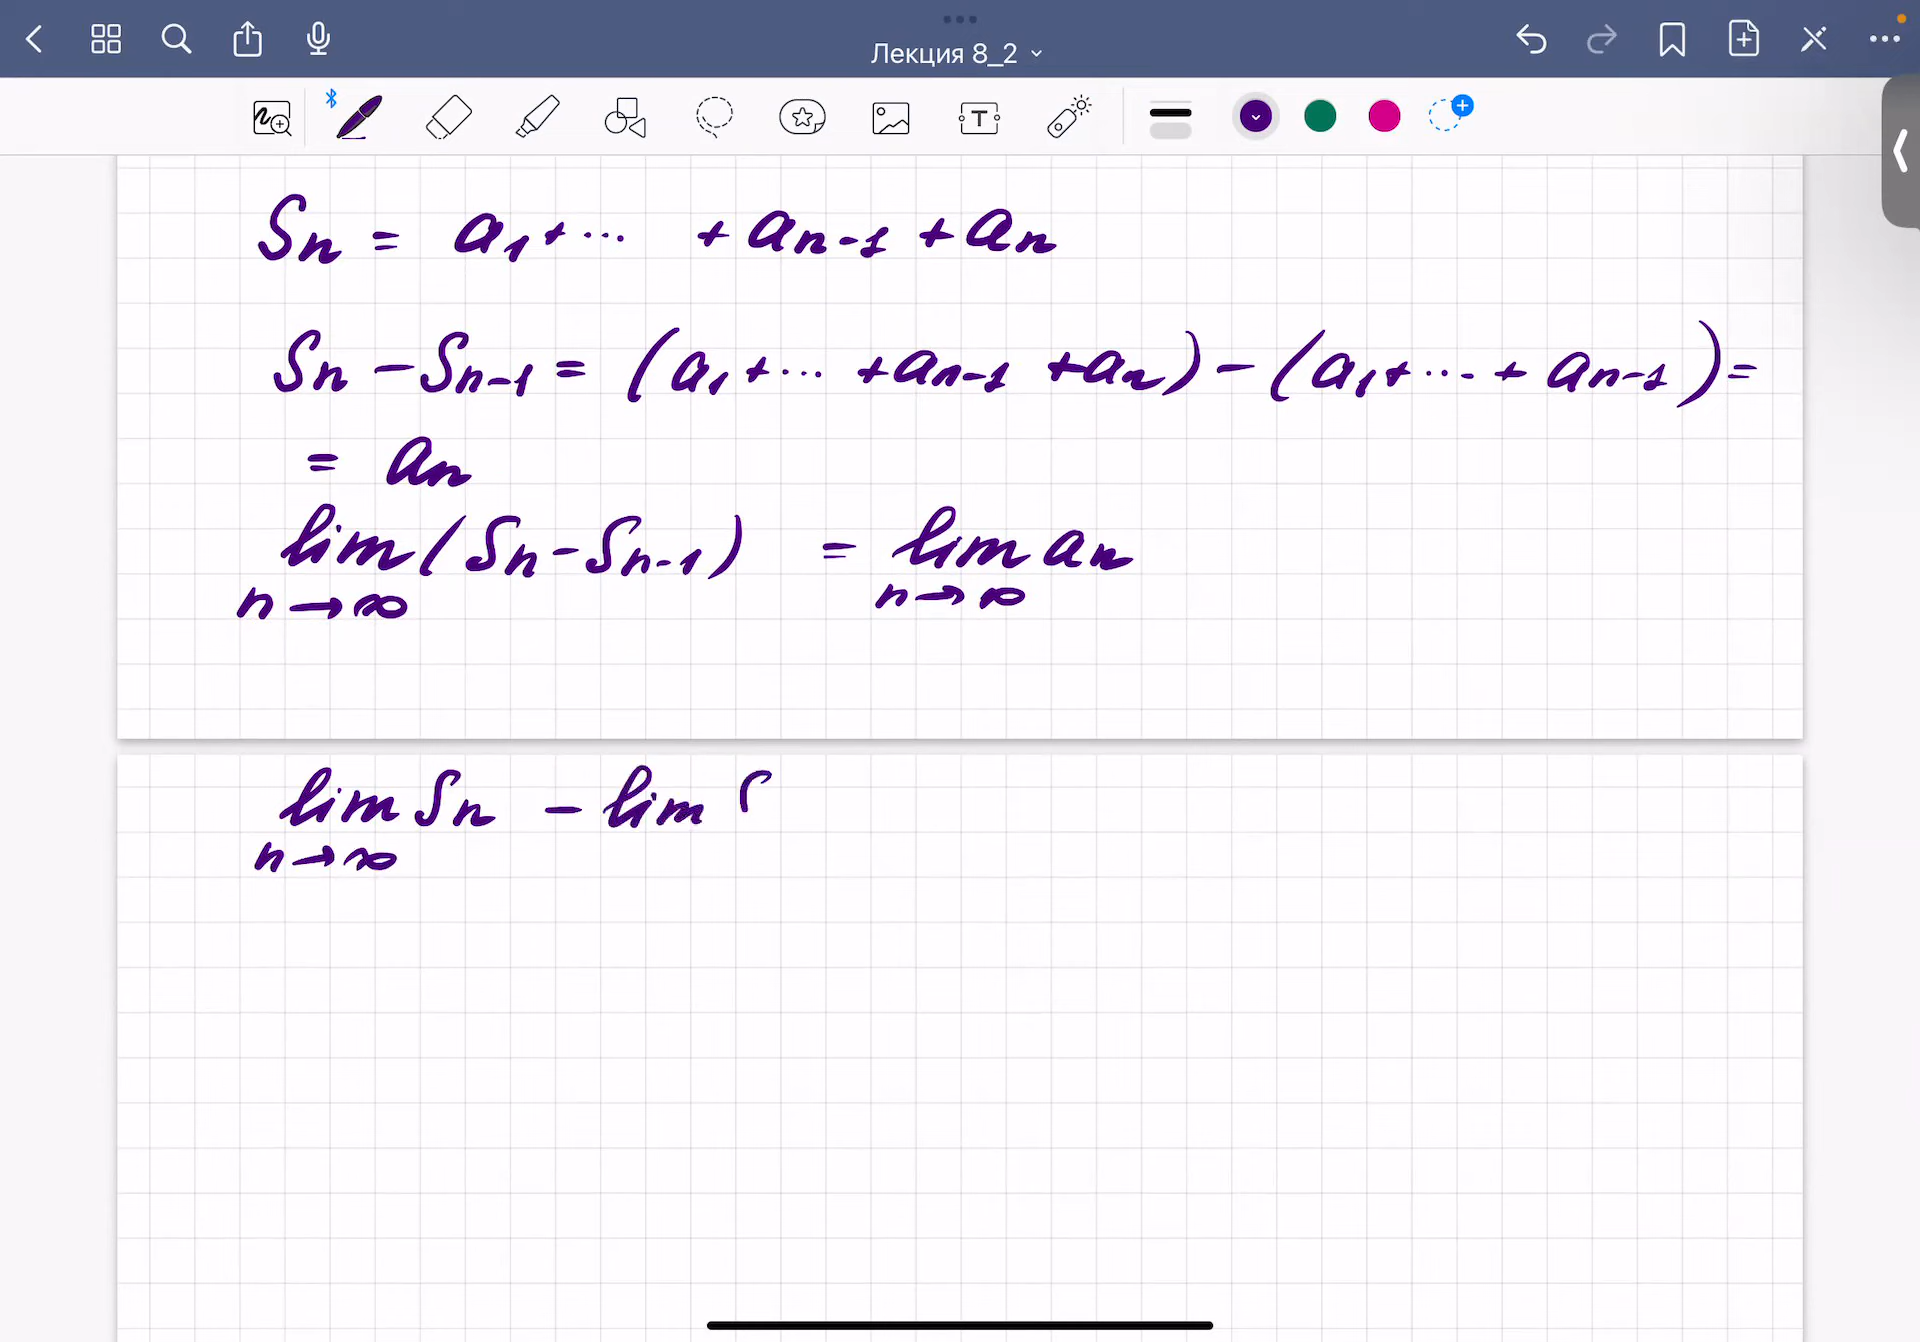 Лекция 8_2
T
Sn = a1 + ... + an-1 + an
Sn - Sn-1 = (a1 + ... + an-1 + an) - (a1 + ... + an-1) =
= an
lim (Sn - Sn-1) = lim an
n→∞ n→∞
lim Sn - lim S
n→∞